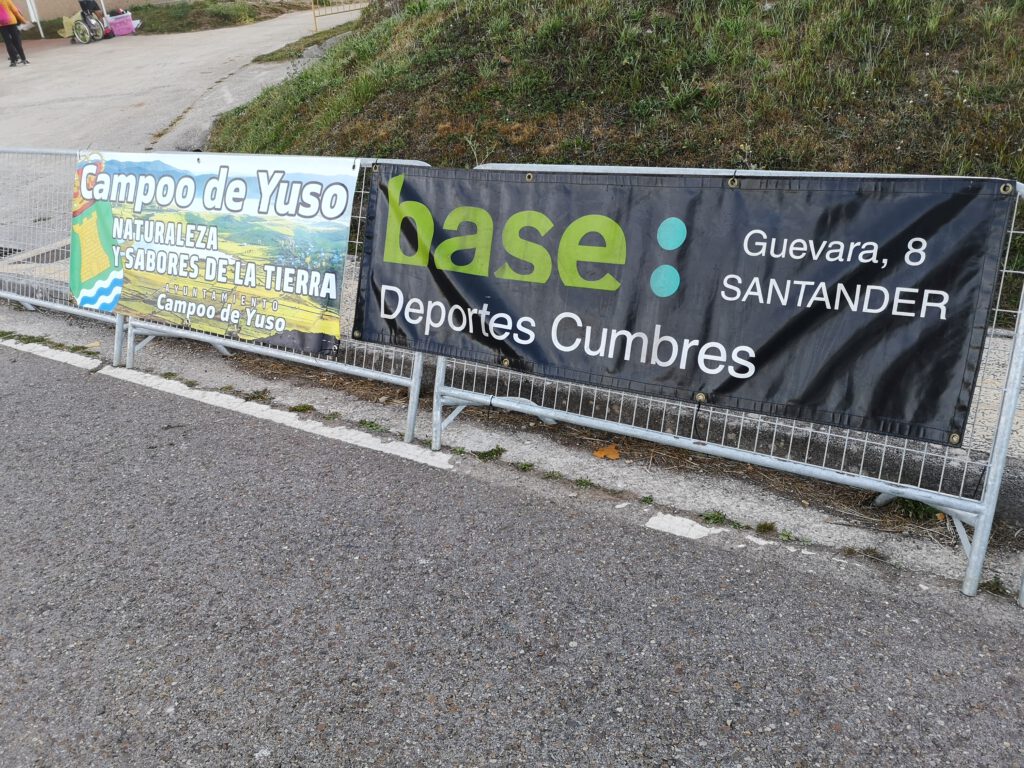 Campoo de Yuso
NATURALEZA
Y SABORES DE LA TIERRA
AYUNTAMIENTO
Campoo de Yuso
base:
Deportes Cumbres
Guevara, 8
SANTANDER